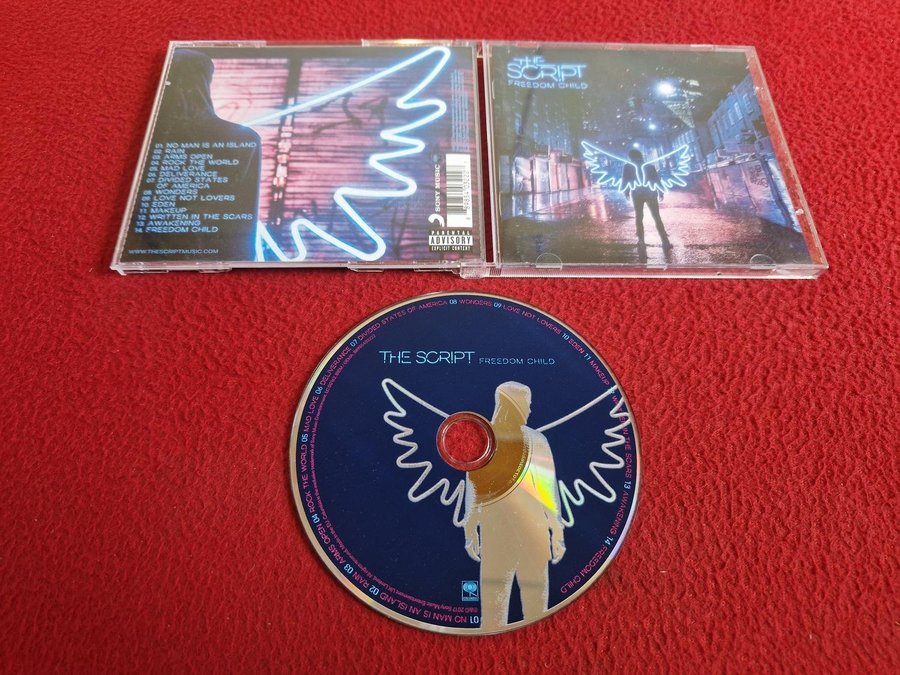 01. NO MAN IS AN ISLAND
02. RAIN
03. ARMS OPEN
04. ROCK THE WORLD
05. MAD LOVE
06. DELIVERANCE
07. DIVIDED STATES
OF AMERICA
08. WONDERS
09. LOVE NOT LOVERS
10. EDEN
11. MAKEUP
12. WRITTEN IN THE SCARS
13. AWAKENING
14. FREEDOM CHILD
WWW.THESCRIPTMUSIC.COM
SONY MUSIC
PARENTAL
ADVISORY
EXPLICIT CONTENT
THE
SCRIPT
FREEDOM CHILD
THE SCRIPT FREEDOM CHILD
01 NO MAN IS AN ISLAND 02 RAIN 03 ARMS OPEN 04 ROCK THE WORLD 05 MAD LOVE 06 DELIVERANCE 07 DIVIDED STATES OF AMERICA 08 WONDERS 09 LOVE NOT LOVERS 10 EDEN 11 MAKEUP 12 IN THE SCARS 13 AWAKENING 14 FREEDOM CHILD
COLUMBIA